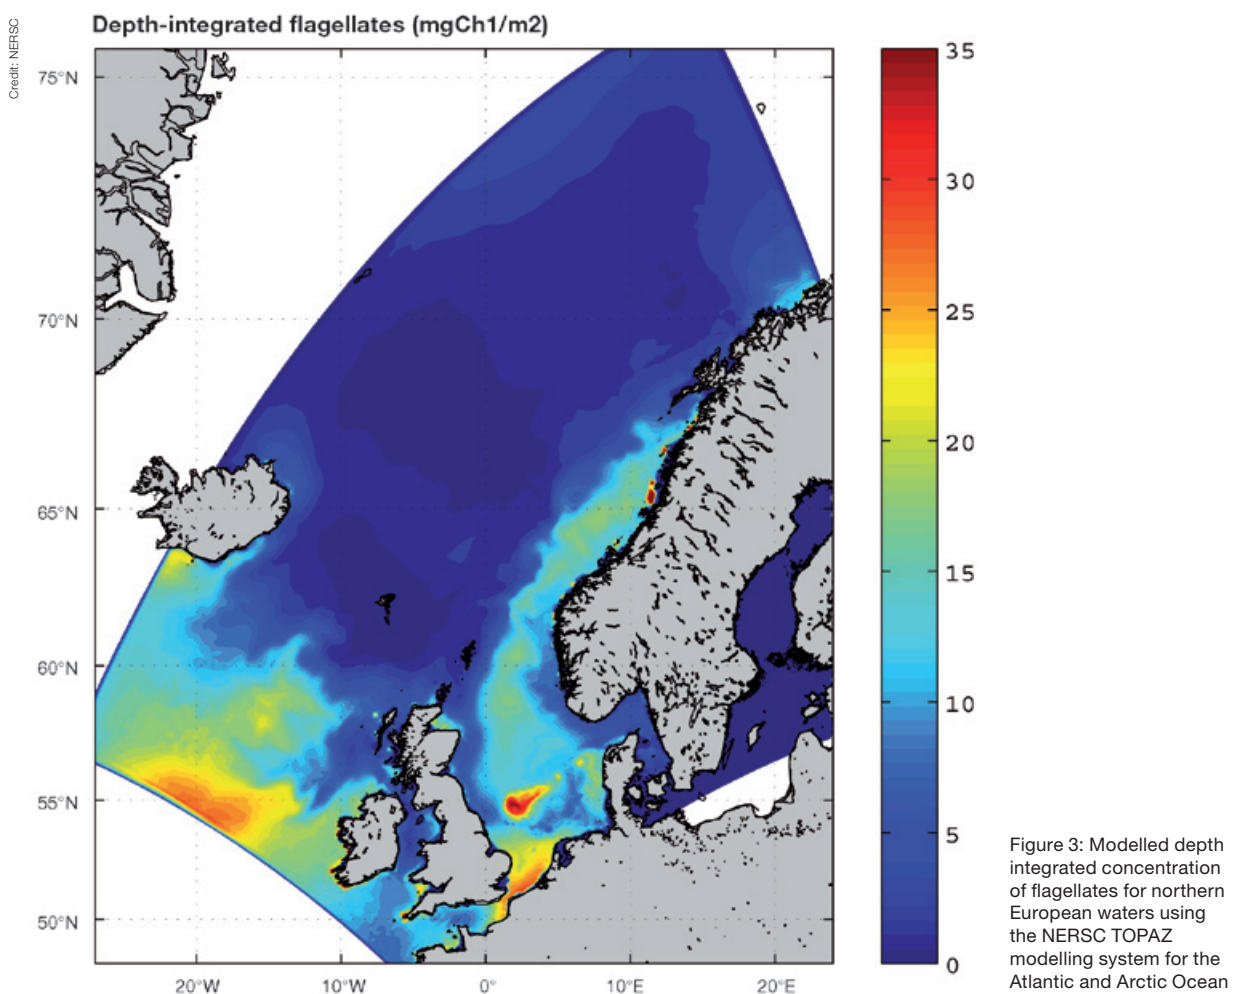 Credit: NERSC
Depth-integrated flagellates (mgCh1/m2)
75°N
70°N
65°N
60°N
55°N
50°N
20°W
10°W
0°
10°E
20°E
35
30
25
20
15
10
5
0
Figure 3: Modelled depth
integrated concentration
of flagellates for northern
European waters using
the NERSC TOPAZ
modelling system for the
Atlantic and Arctic Ocean